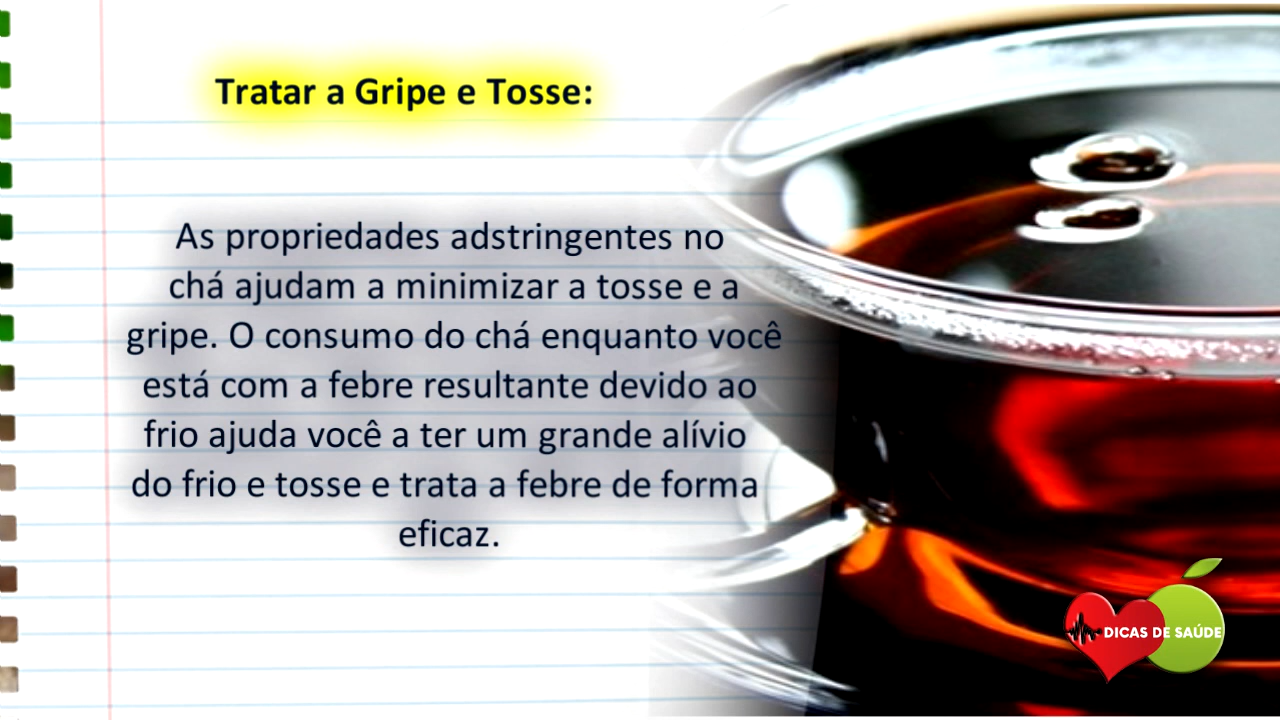 Tratar a Gripe e Tosse:
As propriedades adstringentes no
chá ajudam a minimizar a tosse e a
gripe. O consumo do chá enquanto você
está com a febre resultante devido ao
frio ajuda você a ter um grande alívio
do frio e tosse e trata a febre de forma
eficaz.
DICAS DE SAÚDE